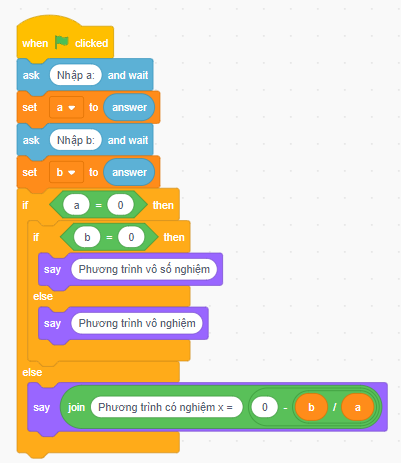 when clicked
ask Nhập a: and wait
set a to answer
ask Nhập b: and wait
set b to answer
if a = 0 then
if b = 0 then
say Phương trình vô số nghiệm
else
say Phương trình vô nghiệm
else
say join Phương trình có nghiệm x = 0 - b / a